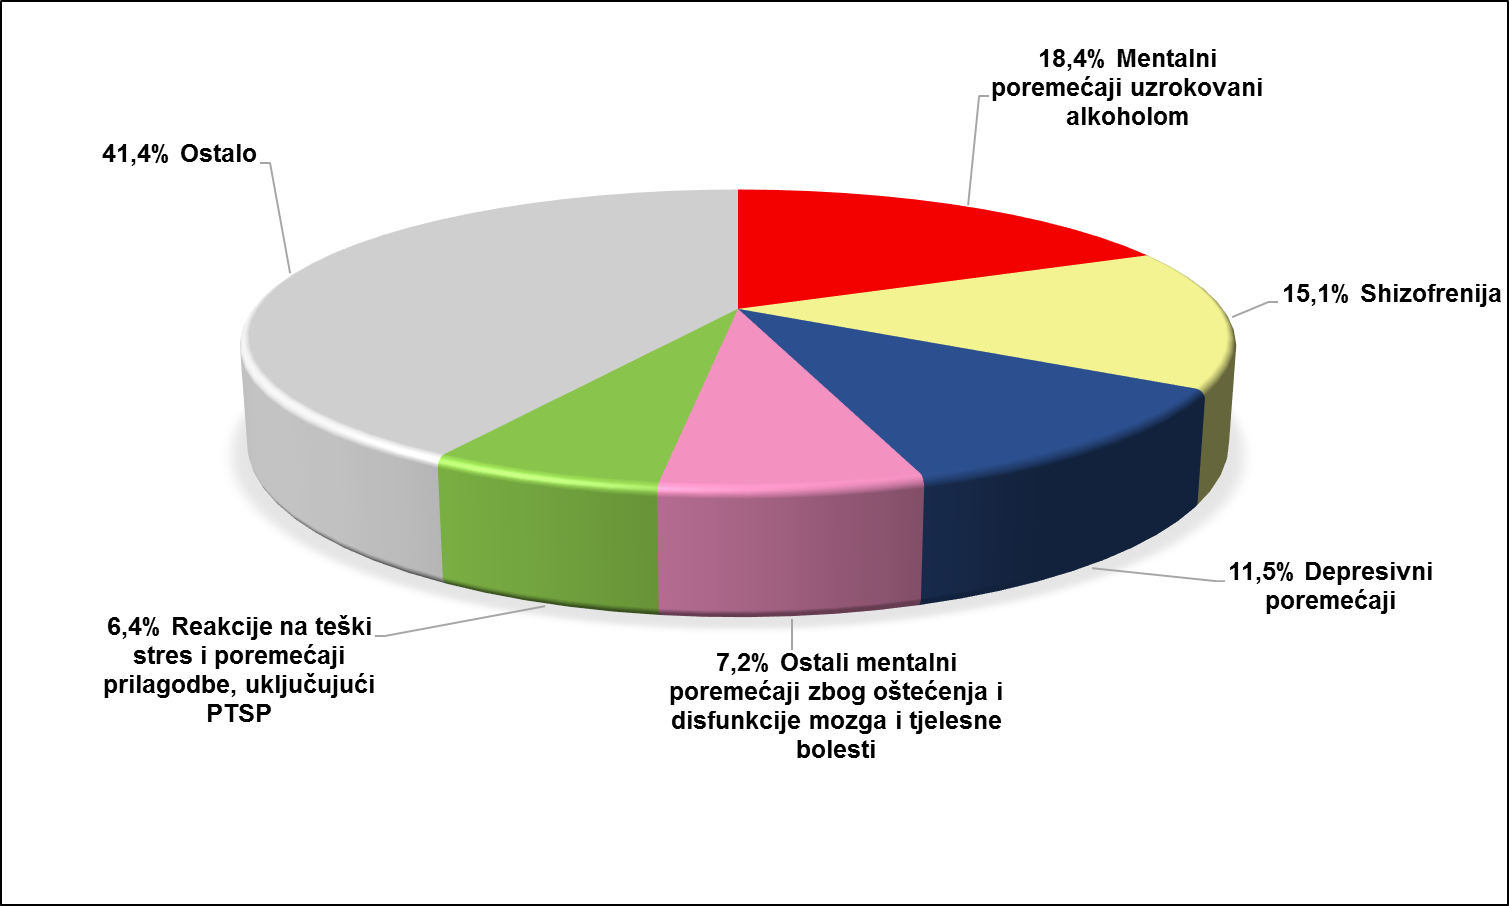 18,4% Mentalni
poremećaji uzrokovani
alkoholom
41,4% Ostalo
15,1% Shizofrenija
11,5% Depresivni
poremećaji
6,4% Reakcije na teški
stres i poremećaji
prilagodbe, uključujući
PTSP
7,2% Ostali mentalni
poremećaji zbog oštećenja i
disfunkcije mozga i tjelesne
bolesti